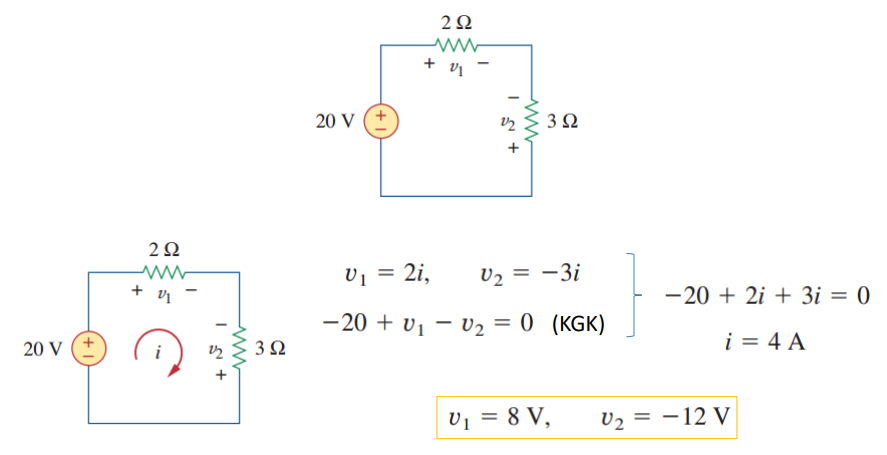 2 Ω
+ v₁ −
20 V
+
−
−
v₂
+
3 Ω
2 Ω
+ v₁ −
20 V
+
−
i
−
v₂
+
3 Ω
v₁ = 2i, v₂ = −3i
−20 + v₁ − v₂ = 0 (KGK)
−20 + 2i + 3i = 0
i = 4 A
v₁ = 8 V, v₂ = −12 V